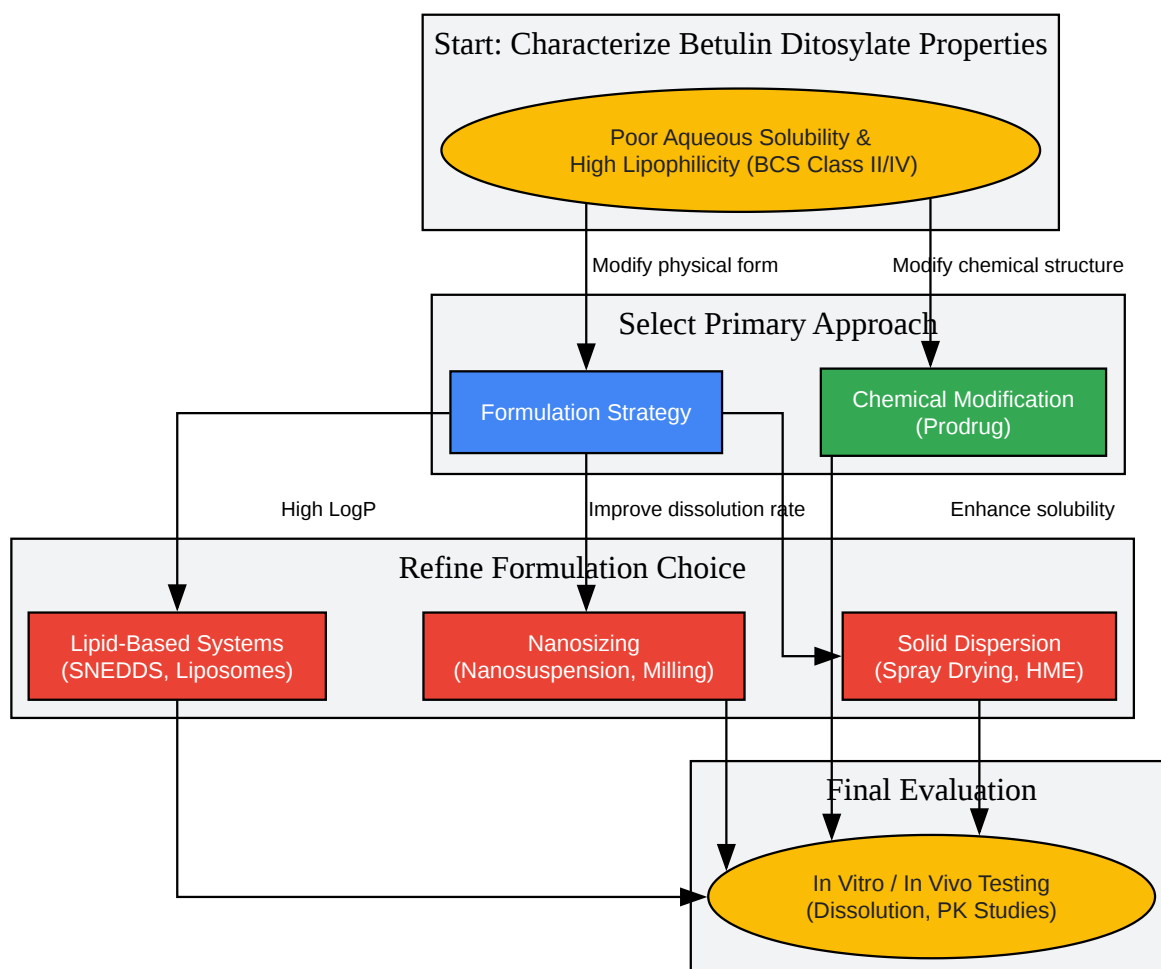 Start: Characterize Betulin Ditosylate Properties
Poor Aqueous Solubility &
High Lipophilicity (BCS Class II/IV)
Modify physical form
Modify chemical structure
Select Primary Approach
Formulation Strategy
Chemical Modification
(Prodrug)
High LogP
Improve dissolution rate
Enhance solubility
Refine Formulation Choice
Lipid-Based Systems
(SNEDDS, Liposomes)
Nanosizing
(Nanosuspension, Milling)
Solid Dispersion
(Spray Drying, HME)
Final Evaluation
In Vitro / In Vivo Testing
(Dissolution, PK Studies)